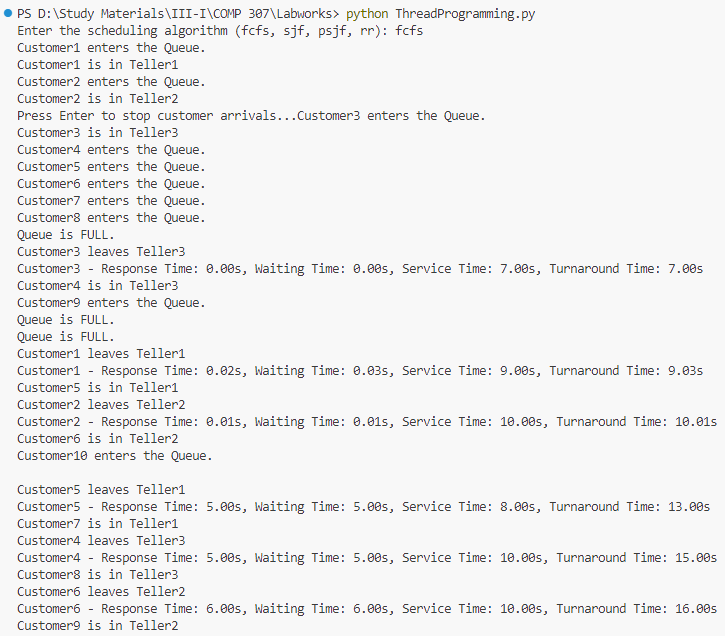 PS D:\Study Materials\III-I\COMP 307\Labworks> python ThreadProgramming.py
Enter the scheduling algorithm (fcfs, sjf, psjf, rr): fcfs
Customer1 enters the Queue.
Customer1 is in Teller1
Customer2 enters the Queue.
Customer2 is in Teller2
Press Enter to stop customer arrivals...Customer3 enters the Queue.
Customer3 is in Teller3
Customer4 enters the Queue.
Customer5 enters the Queue.
Customer6 enters the Queue.
Customer7 enters the Queue.
Customer8 enters the Queue.
Queue is FULL.
Customer3 leaves Teller3
Customer3 - Response Time: 0.00s, Waiting Time: 0.00s, Service Time: 7.00s, Turnaround Time: 7.00s
Customer4 is in Teller3
Customer9 enters the Queue.
Queue is FULL.
Queue is FULL.
Customer1 leaves Teller1
Customer1 - Response Time: 0.02s, Waiting Time: 0.03s, Service Time: 9.00s, Turnaround Time: 9.03s
Customer5 is in Teller1
Customer2 leaves Teller2
Customer2 - Response Time: 0.01s, Waiting Time: 0.01s, Service Time: 10.00s, Turnaround Time: 10.01s
Customer6 is in Teller2
Customer10 enters the Queue.
Customer5 leaves Teller1
Customer5 - Response Time: 5.00s, Waiting Time: 5.00s, Service Time: 8.00s, Turnaround Time: 13.00s
Customer7 is in Teller1
Customer4 leaves Teller3
Customer4 - Response Time: 5.00s, Waiting Time: 5.00s, Service Time: 10.00s, Turnaround Time: 15.00s
Customer8 is in Teller3
Customer6 leaves Teller2
Customer6 - Response Time: 6.00s, Waiting Time: 6.00s, Service Time: 10.00s, Turnaround Time: 16.00s
Customer9 is in Teller2